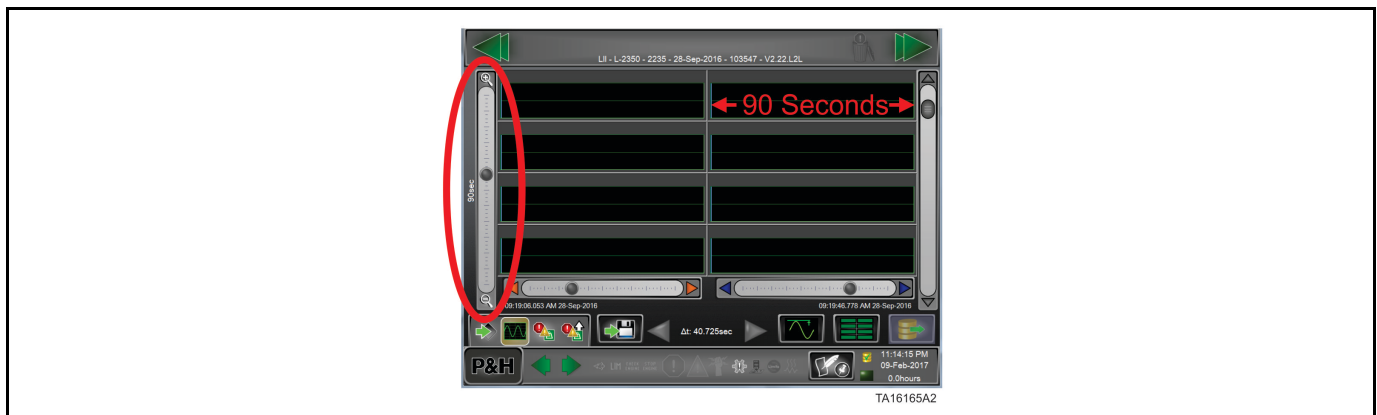 LII - L-2350 - 2235 - 28-Sep-2016 - 103547 - V2.22.L2L
90 Seconds
90sec
09:19:06.053 AM 28-Sep-2016
09:19:46.778 AM 28-Sep-2016
Δt: 40.725sec
P&H
LIM
11:14:15 PM
09-Feb-2017
0.0hours
TA16165A2